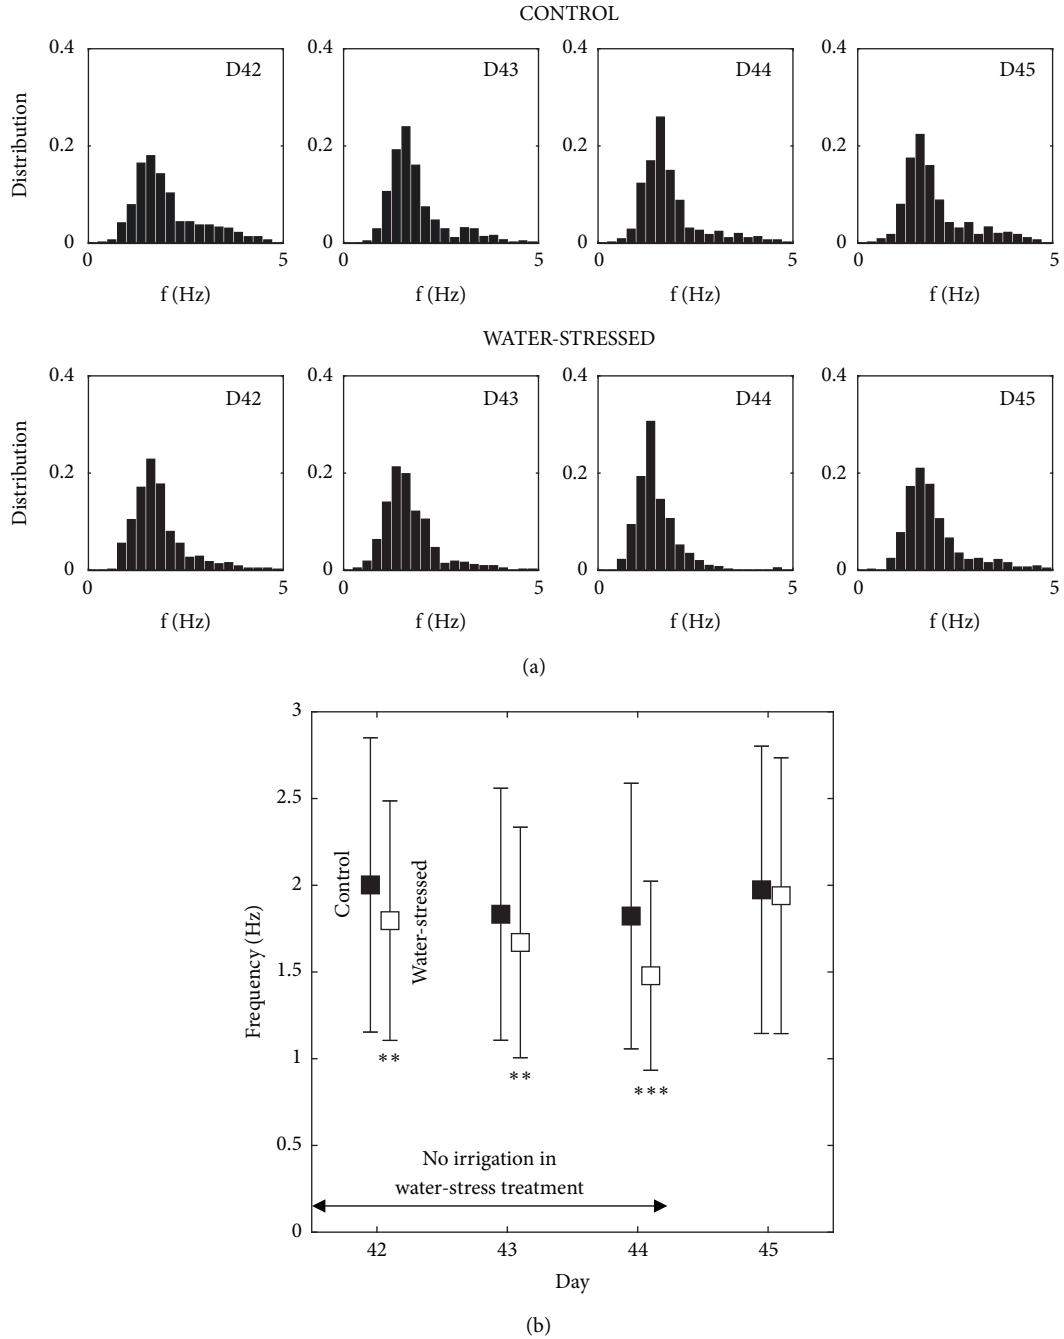 CONTROL
0.4 0.4 0.4 0.4
D42 D43 D44 D45
Distribution
0.2 0.2 0.2 0.2
0 0 0 0
0 5 0 5 0 5 0 5
f (Hz) f (Hz) f (Hz) f (Hz)
WATER-STRESSED
0.4 0.4 0.4 0.4
D42 D43 D44 D45
Distribution
0.2 0.2 0.2 0.2
0 0 0 0
0 5 0 5 0 5 0 5
f (Hz) f (Hz) f (Hz) f (Hz)
(a)
3
2.5
2
1.5
1
0.5
0
Frequency (Hz)
Control
Water-stressed
** ** ***
No irrigation in
water-stress treatment
42 43 44 45
Day
(b)